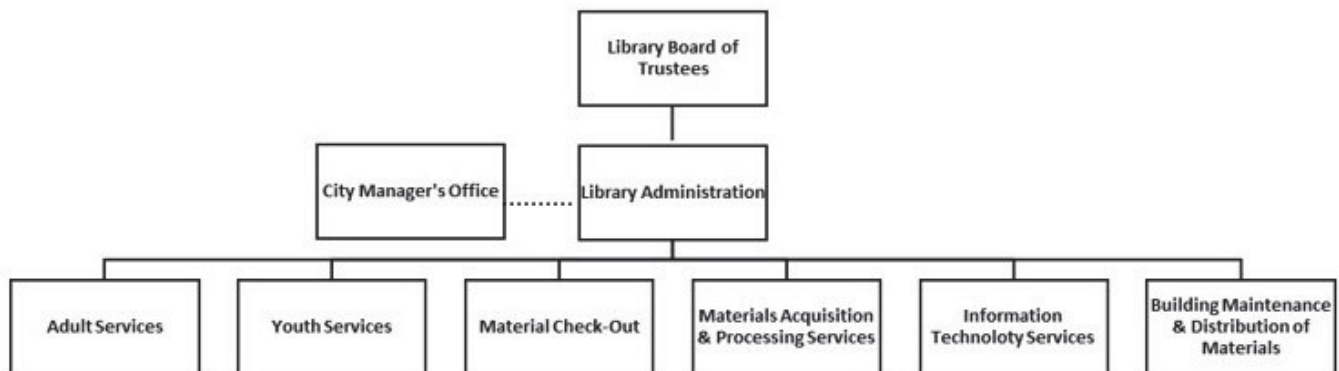 Library Board of
Trustees
City Manager's Office
Library Administration
Adult Services
Youth Services
Material Check-Out
Materials Acquisition
& Processing Services
Information
Technoloty Services
Building Maintenance
& Distribution of
Materials